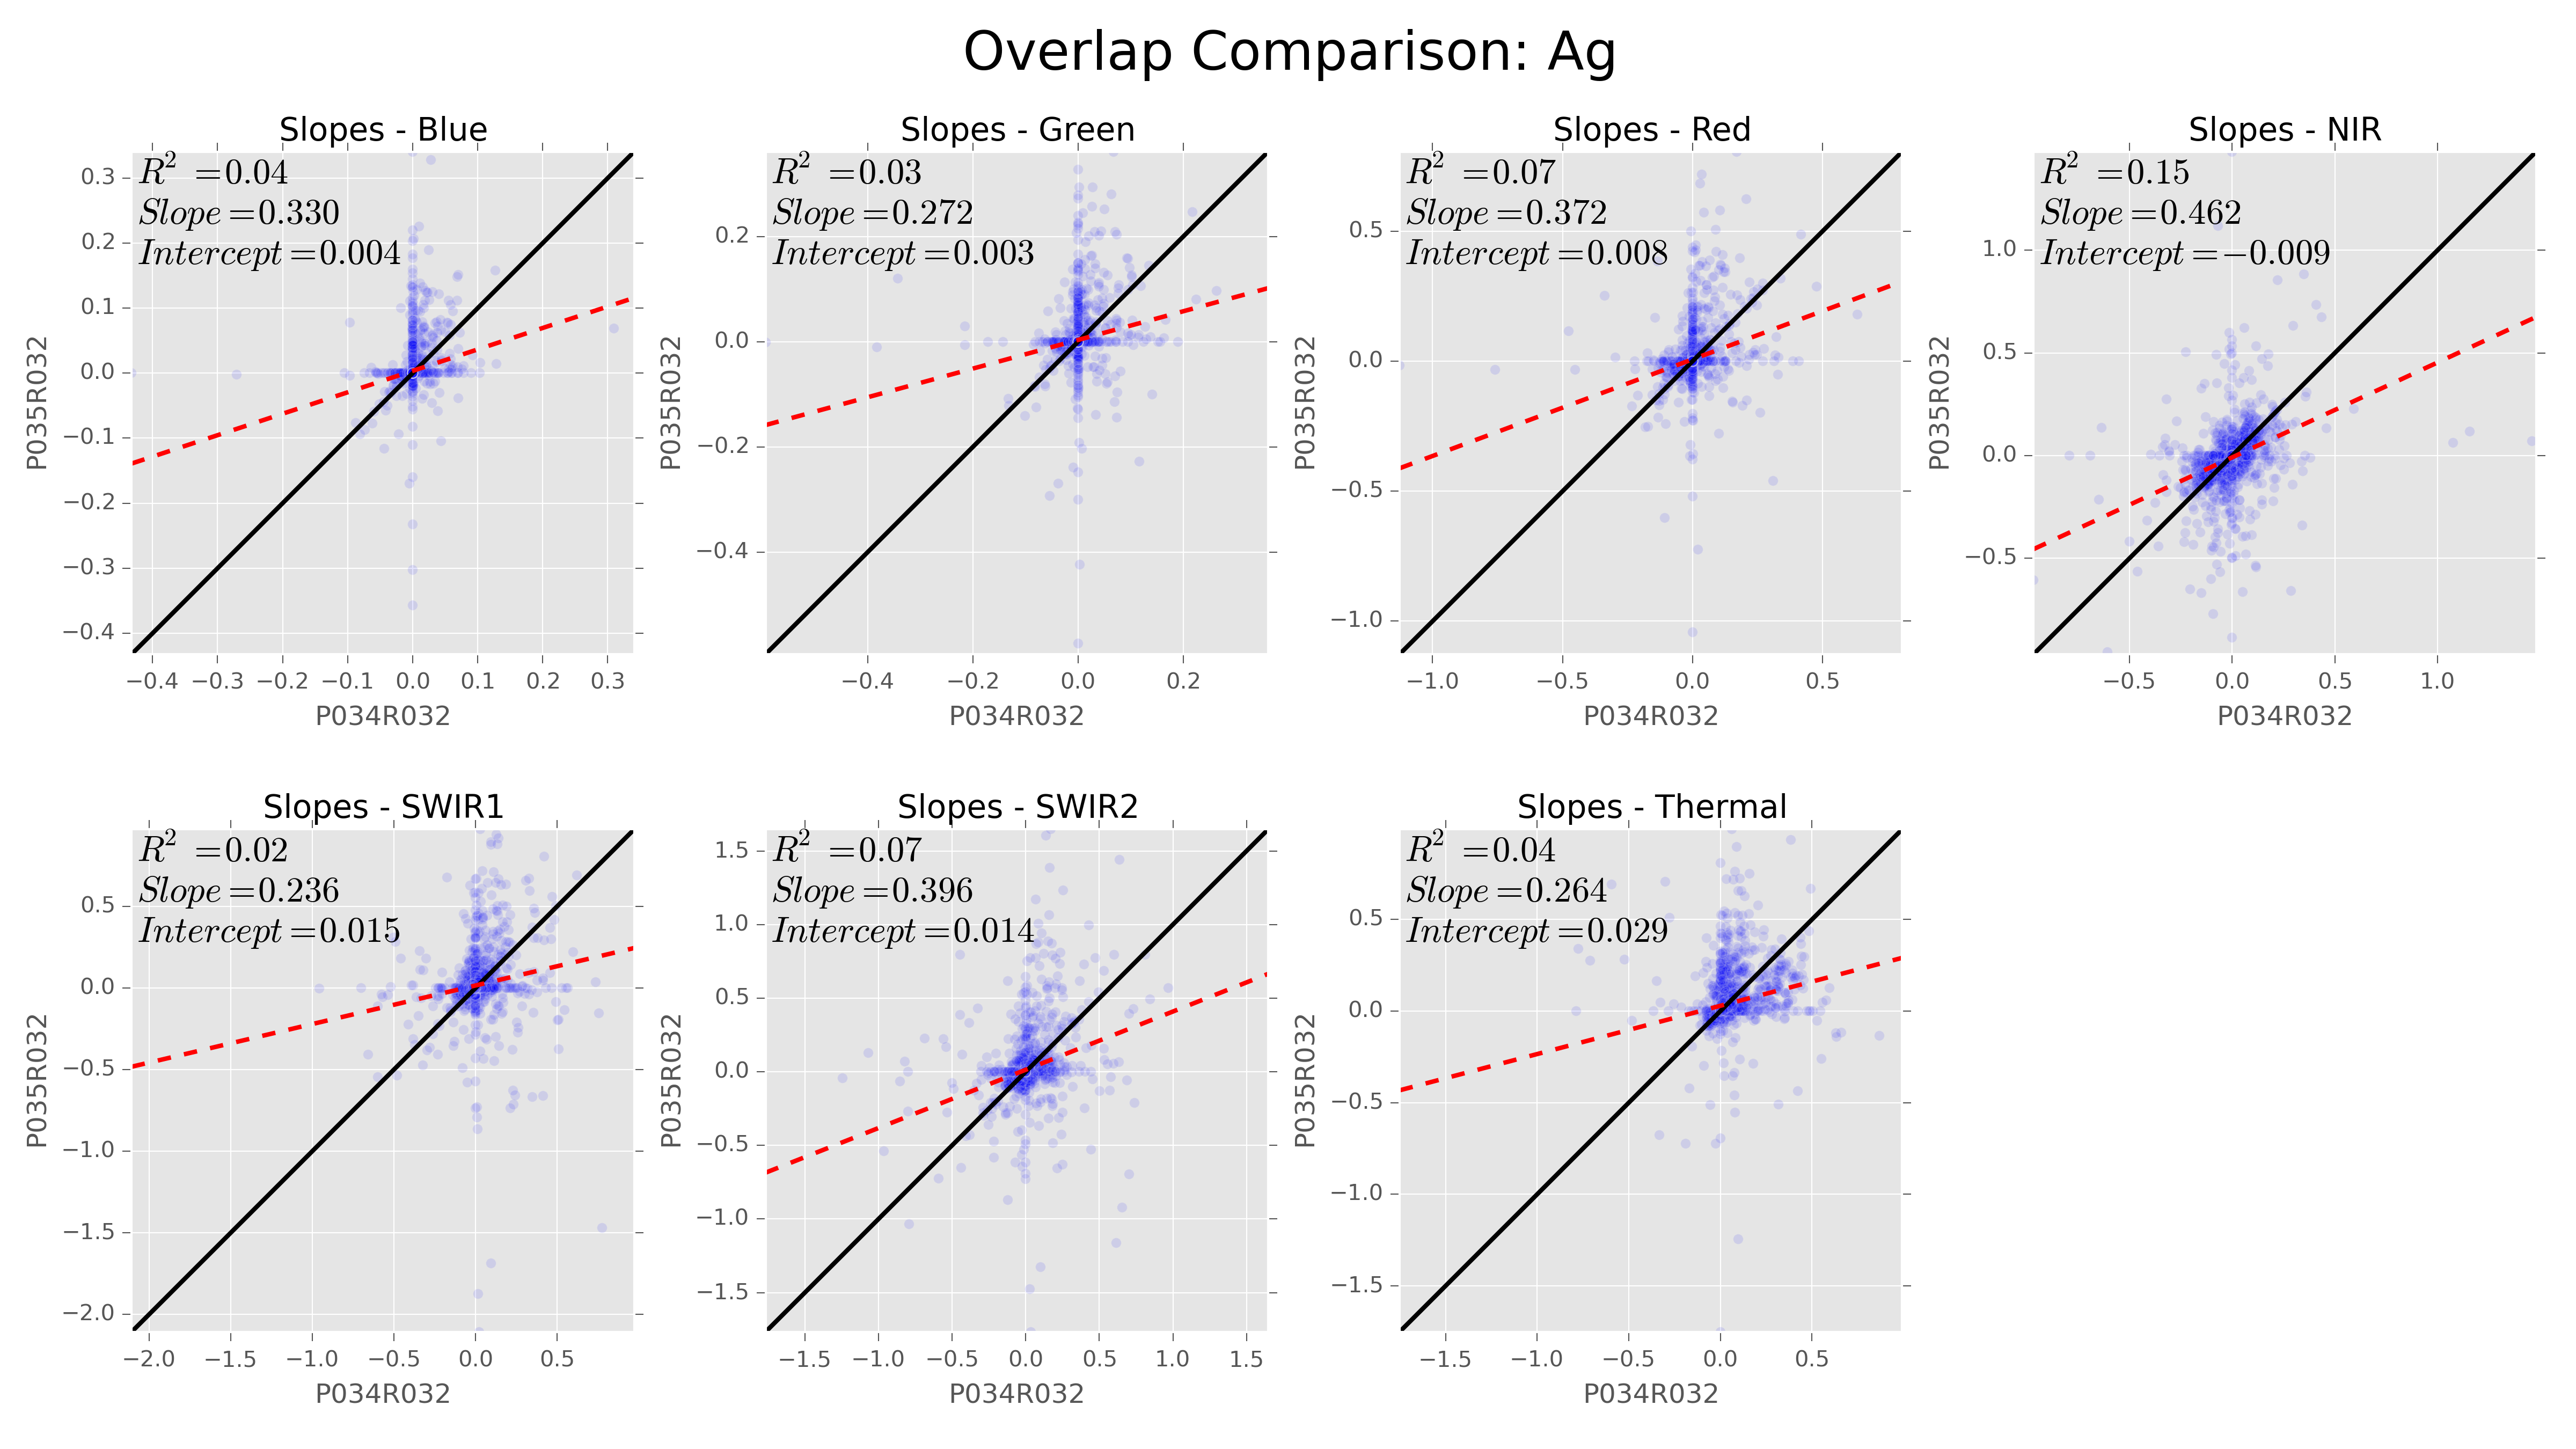 Overlap Comparison: Ag
Slopes - Blue
R² =0.04
Slope=0.330
Intercept=0.004
0.3
0.2
0.1
0.0
−0.1
−0.2
−0.3
−0.4
P035R032
−0.4 −0.3 −0.2 −0.1 0.0 0.1 0.2 0.3
P034R032
Slopes - Green
R² =0.03
Slope=0.272
Intercept=0.003
0.2
0.0
−0.2
−0.4
P035R032
−0.4 −0.2 0.0 0.2
P034R032
Slopes - Red
R² =0.07
Slope=0.372
Intercept=0.008
0.5
0.0
−0.5
−1.0
P035R032
−1.0 −0.5 0.0 0.5
P034R032
Slopes - NIR
R² =0.15
Slope=0.462
Intercept=−0.009
1.0
0.5
0.0
−0.5
P035R032
−0.5 0.0 0.5 1.0
P034R032
Slopes - SWIR1
R² =0.02
Slope=0.236
Intercept=0.015
0.5
0.0
−0.5
−1.0
−1.5
−2.0
P035R032
−2.0 −1.5 −1.0 −0.5 0.0 0.5
P034R032
Slopes - SWIR2
R² =0.07
Slope=0.396
Intercept=0.014
1.5
1.0
0.5
0.0
−0.5
−1.0
−1.5
P035R032
−1.5 −1.0 −0.5 0.0 0.5 1.0 1.5
P034R032
Slopes - Thermal
R² =0.04
Slope=0.264
Intercept=0.029
0.5
0.0
−0.5
−1.0
−1.5
P035R032
−1.5 −1.0 −0.5 0.0 0.5
P034R032